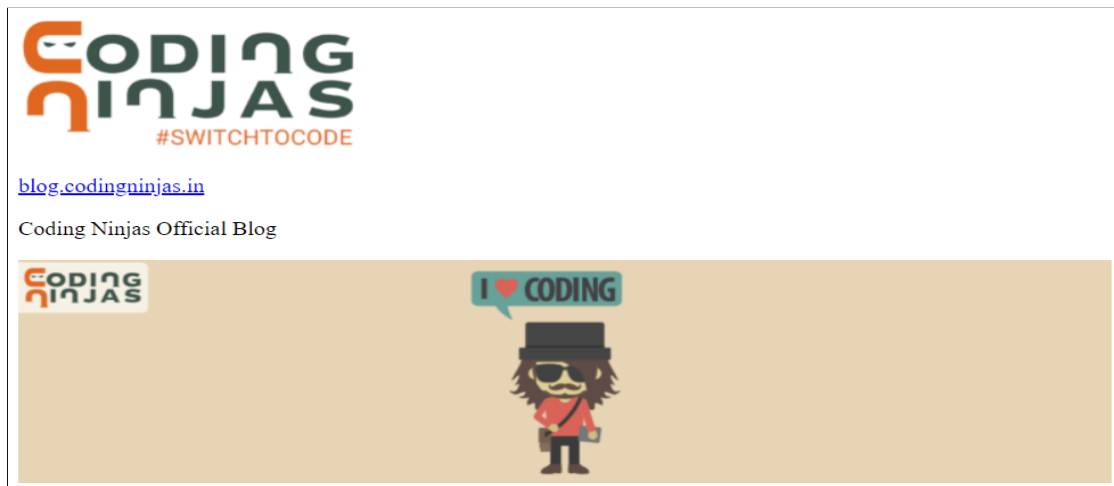 CODING
NINJAS
#SWITCHTOCODE
blog.codingninjas.in
Coding Ninjas Official Blog
CODING
NINJAS
I ♥ CODING